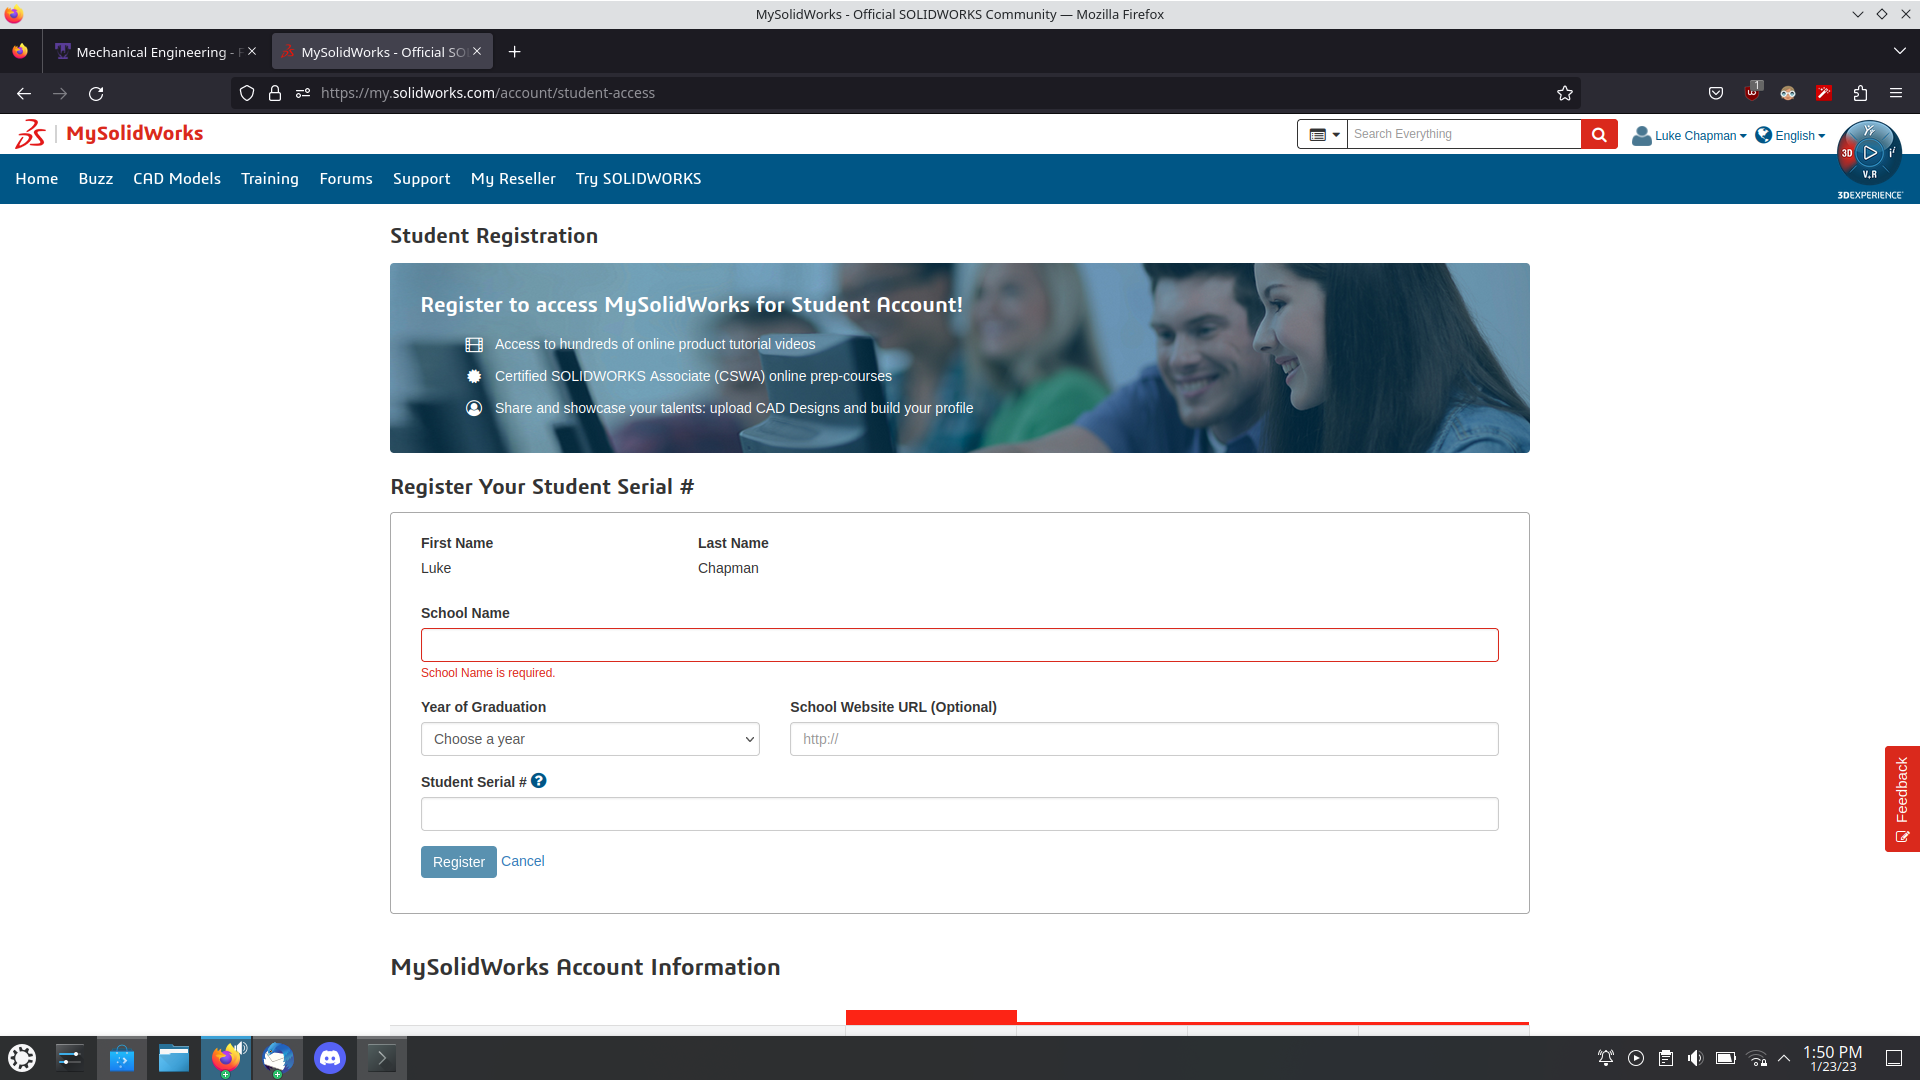 MySolidWorks - Official SOLIDWORKS Community — Mozilla Firefox
Mechanical Engineering - F
MySolidWorks - Official SO
https://my.solidworks.com/account/student-access
1
MySolidWorks
Search Everything
Luke Chapman
English
3D
V,R
3DEXPERIENCE
Home Buzz CAD Models Training Forums Support My Reseller Try SOLIDWORKS
Student Registration
Register to access MySolidWorks for Student Account!
Access to hundreds of online product tutorial videos
Certified SOLIDWORKS Associate (CSWA) online prep-courses
Share and showcase your talents: upload CAD Designs and build your profile
Register Your Student Serial #
First Name Last Name
Luke Chapman
School Name
School Name is required.
Year of Graduation School Website URL (Optional)
Choose a year http://
Student Serial # ?
Register Cancel
Feedback
MySolidWorks Account Information
1:50 PM
1/23/23